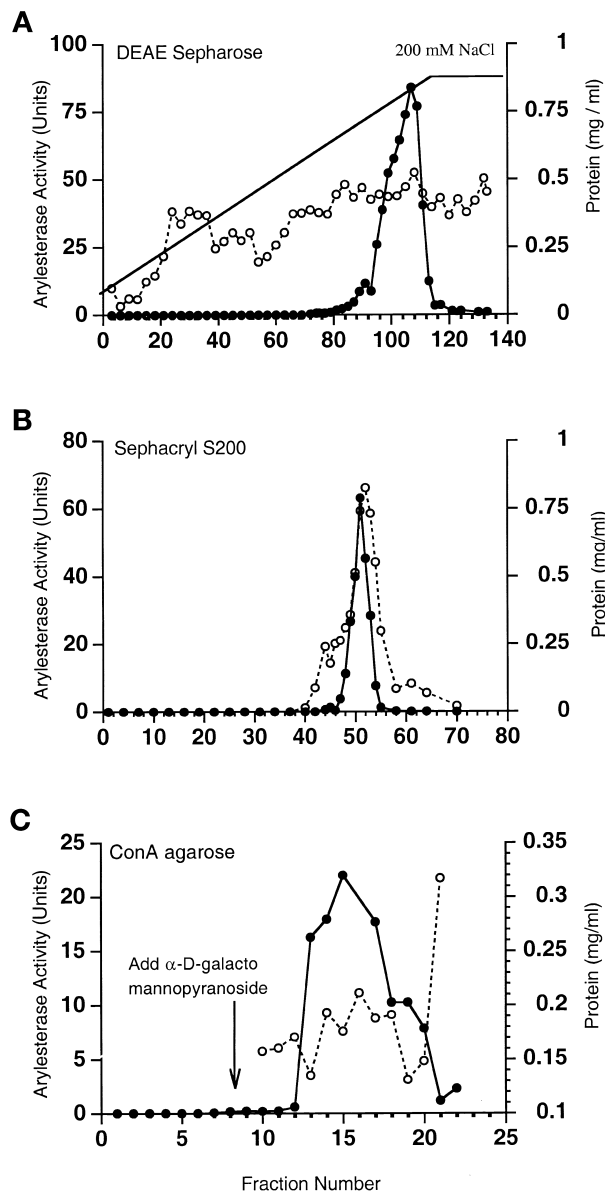 A
DEAE Sepharose
200 mM NaCl
Arylesterase Activity (Units)
100
75
50
25
0
Protein (mg / ml)
1
0.75
0.5
0.25
0
0 20 40 60 80 100 120 140
B
Sephacryl S200
Arylesterase Activity (Units)
80
60
40
20
0
Protein (mg/ml)
1
0.75
0.5
0.25
0
0 10 20 30 40 50 60 70 80
C
ConA agarose
Add α-D-galacto
mannopyranoside
Arylesterase Activity (Units)
25
20
15
10
5
0
Protein (mg/ml)
0.35
0.3
0.25
0.2
0.15
0.1
0 5 10 15 20 25
Fraction Number